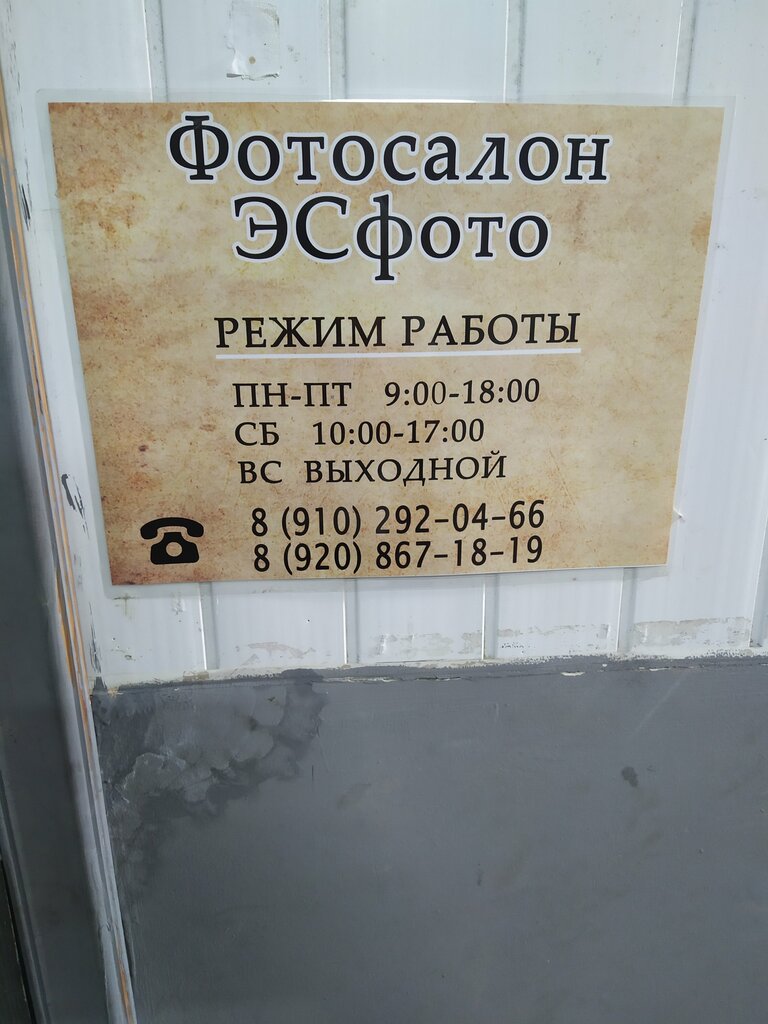 Фотосалон
ЭСфото
РЕЖИМ РАБОТЫ
ПН-ПТ 9:00-18:00
СБ 10:00-17:00
ВС ВЫХОДНОЙ
8 (910) 292-04-66
8 (920) 867-18-19